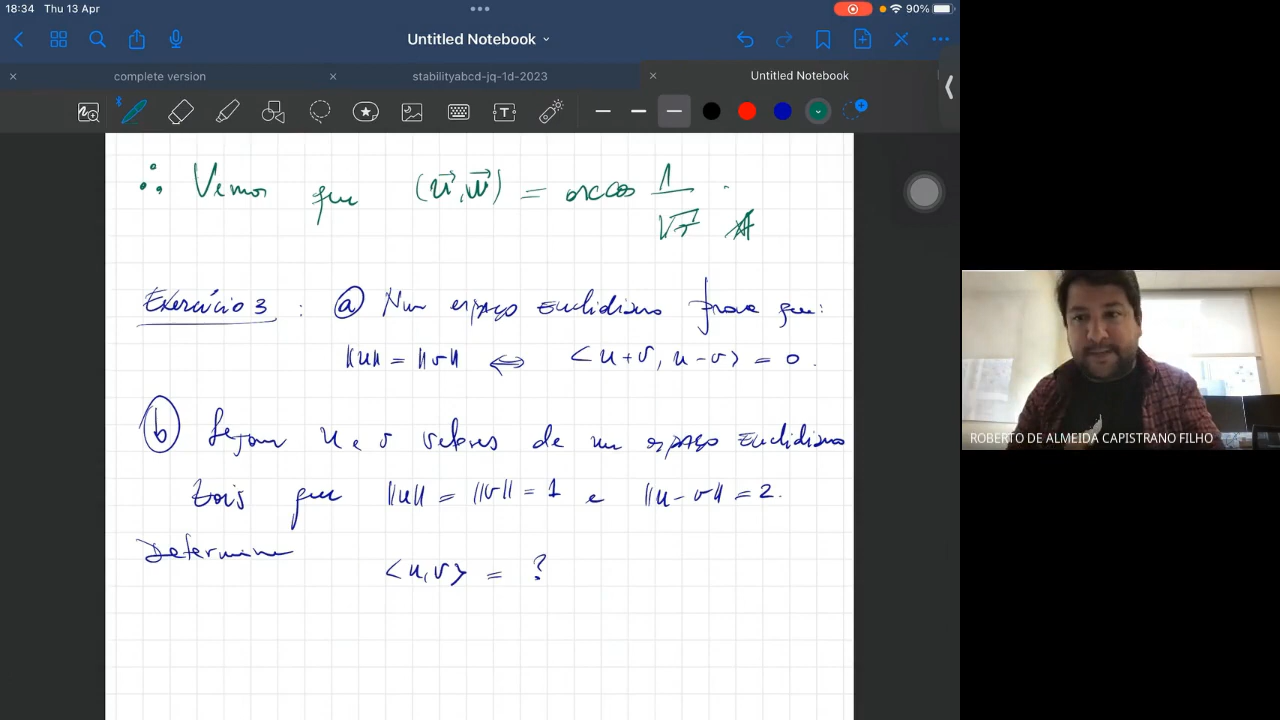 18:34 Thu 13 Apr
90%
Untitled Notebook
complete version
stabilityabcd-jq-1d-2023
Untitled Notebook
∴ Vemos que (u⃗,w⃗) = arccos 1/√7 .
Exercício 3 : (a) Num espaço Euclidiano prove que:
||u|| = ||v|| ⇔ <u+v, u-v> = 0.
(b) Sejam u e v vetores de um espaço Euclidiano
tais que ||u|| = ||v|| = 1 e ||u-v|| = 2.
Determine
<u,v> = ?
ROBERTO DE ALMEIDA CAPISTRANO FILHO